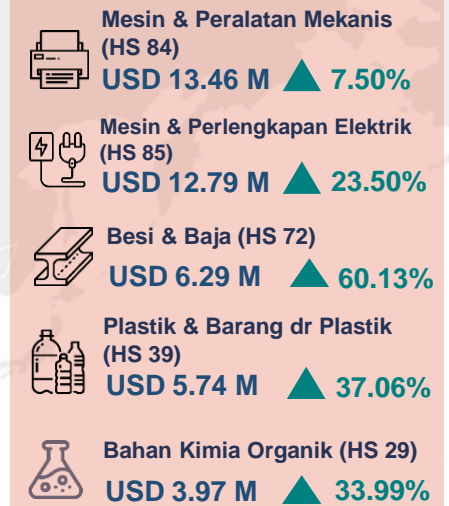 Mesin & Peralatan Mekanis
(HS 84)
USD 13.46 M 7.50%
Mesin & Perlengkapan Elektrik
(HS 85)
USD 12.79 M 23.50%
Besi & Baja (HS 72)
USD 6.29 M 60.13%
Plastik & Barang dr Plastik
(HS 39)
USD 5.74 M 37.06%
Bahan Kimia Organik (HS 29)
USD 3.97 M 33.99%